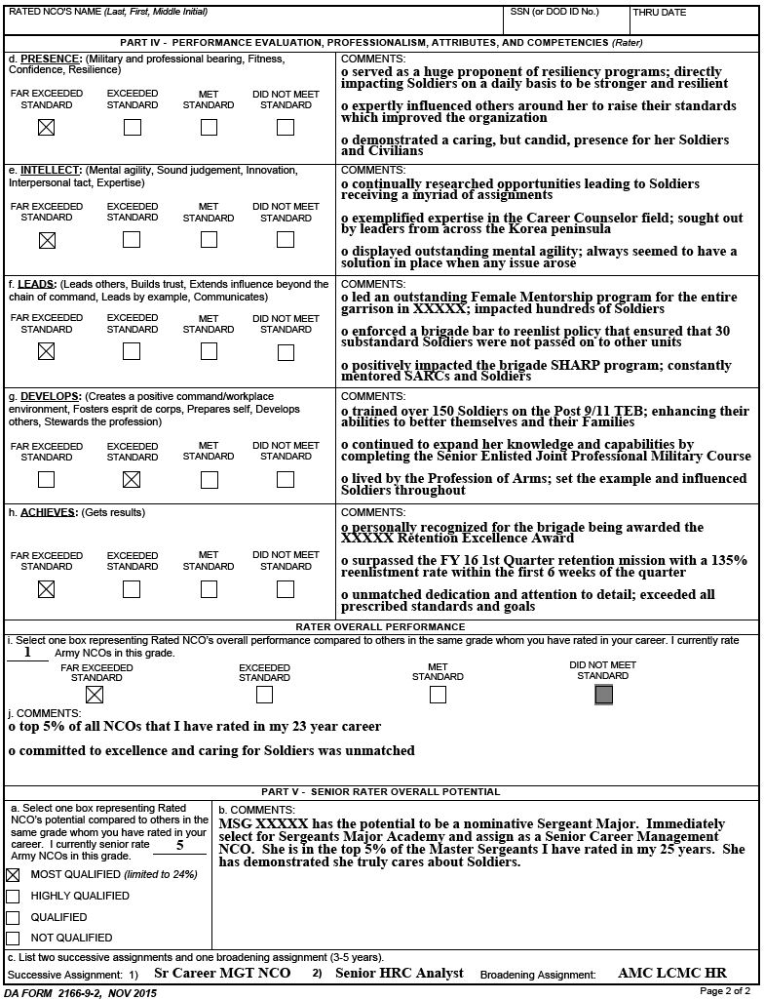 RATED NCO'S NAME (Last, First, Middle Initial)
SSN (or DOD ID No.)
THRU DATE
PART IV - PERFORMANCE EVALUATION, PROFESSIONALISM, ATTRIBUTES, AND COMPETENCIES (Rater)
d. PRESENCE: (Military and professional bearing, Fitness,
Confidence, Resilience)
FAR EXCEEDED
STANDARD
EXCEEDED
STANDARD
MET
STANDARD
DID NOT MEET
STANDARD
COMMENTS:
o served as a huge proponent of resiliency programs; directly
impacting Soldiers on a daily basis to be stronger and resilient
o expertly influenced others around her to raise their standards
which improved the organization
o demonstrated a caring, but candid, presence for her Soldiers
and Civilians
e. INTELLECT: (Mental agility, Sound judgement, Innovation,
Interpersonal tact, Expertise)
FAR EXCEEDED
STANDARD
EXCEEDED
STANDARD
MET
STANDARD
DID NOT MEET
STANDARD
COMMENTS:
o continually researched opportunities leading to Soldiers
receiving a myriad of assignments
o exemplified expertise in the Career Counselor field; sought out
by leaders from across the Korea peninsula
o displayed outstanding mental agility; always seemed to have a
solution in place when any issue arose
f. LEADS: (Leads others, Builds trust, Extends influence beyond the
chain of command, Leads by example, Communicates)
FAR EXCEEDED
STANDARD
EXCEEDED
STANDARD
MET
STANDARD
DID NOT MEET
STANDARD
COMMENTS:
o led an outstanding Female Mentorship program for the entire
garrison in XXXXX; impacted hundreds of Soldiers
o enforced a brigade bar to reenlist policy that ensured that 30
substandard Soldiers were not passed on to other units
o positively impacted the brigade SHARP program; constantly
mentored SARCs and Soldiers
g. DEVELOPS: (Creates a positive command/workplace
environment, Fosters esprit de corps, Prepares self, Develops
others, Stewards the profession)
FAR EXCEEDED
STANDARD
EXCEEDED
STANDARD
MET
STANDARD
DID NOT MEET
STANDARD
COMMENTS:
o trained over 150 Soldiers on the Post 9/11 TEB; enhancing their
abilities to better themselves and their Families
o continued to expand her knowledge and capabilities by
completing the Senior Enlisted Joint Professional Military Course
o lived by the Profession of Arms; set the example and influenced
Soldiers throughout
h. ACHIEVES: (Gets results)
FAR EXCEEDED
STANDARD
EXCEEDED
STANDARD
MET
STANDARD
DID NOT MEET
STANDARD
COMMENTS:
o personally recognized for the brigade being awarded the
XXXXX Retention Excellence Award
o surpassed the FY 16 1st Quarter retention mission with a 135%
reenlistment rate within the first 6 weeks of the quarter
o unmatched dedication and attention to detail; exceeded all
prescribed standards and goals
RATER OVERALL PERFORMANCE
i. Select one box representing Rated NCO's overall performance compared to others in the same grade whom you have rated in your career. I currently rate
1 Army NCOs in this grade.
FAR EXCEEDED
STANDARD
EXCEEDED
STANDARD
MET
STANDARD
DID NOT MEET
STANDARD
j. COMMENTS:
o top 5% of all NCOs that I have rated in my 23 year career
o committed to excellence and caring for Soldiers was unmatched
PART V - SENIOR RATER OVERALL POTENTIAL
a. Select one box representing Rated
NCO's potential compared to others in the
same grade whom you have rated in your
career. I currently senior rate 5
Army NCOs in this grade.
MOST QUALIFIED (limited to 24%)
HIGHLY QUALIFIED
QUALIFIED
NOT QUALIFIED
b. COMMENTS:
MSG XXXXX has the potential to be a nominative Sergeant Major. Immediately
select for Sergeants Major Academy and assign as a Senior Career Management
NCO. She is in the top 5% of the Master Sergeants I have rated in my 25 years. She
has demonstrated she truly cares about Soldiers.
c. List two successive assignments and one broadening assignment (3-5 years).
Successive Assignment: 1) Sr Career MGT NCO 2) Senior HRC Analyst Broadening Assignment: AMC LCMC HR
DA FORM 2166-9-2, NOV 2015
Page 2 of 2